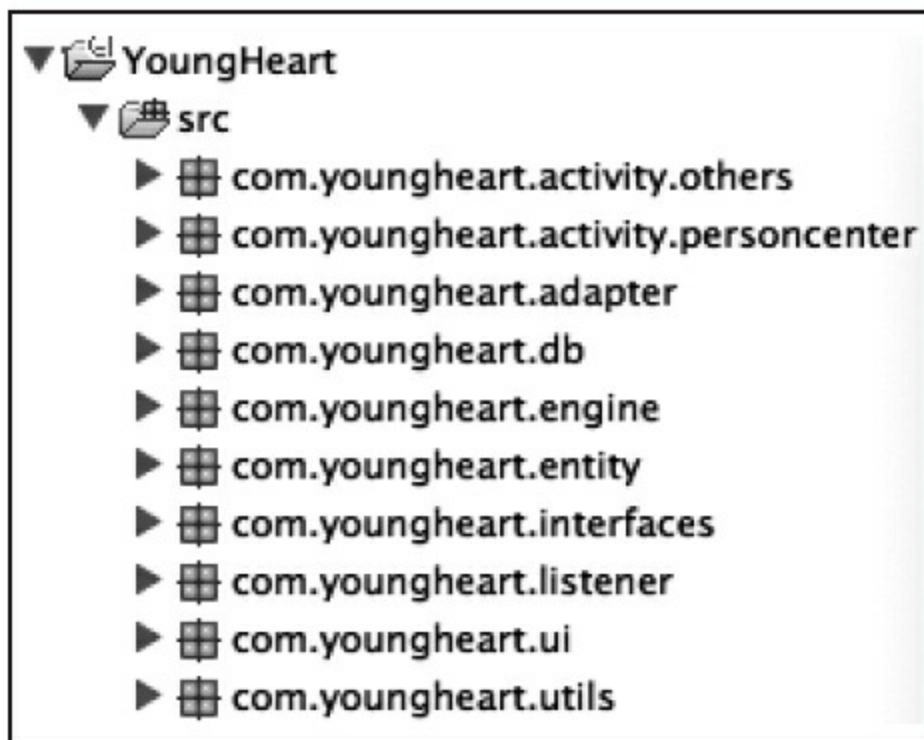 YoungHeart
src
com.youngheart.activity.others
com.youngheart.activity.personcenter
com.youngheart.adapter
com.youngheart.db
com.youngheart.engine
com.youngheart.entity
com.youngheart.interfaces
com.youngheart.listener
com.youngheart.ui
com.youngheart.utils